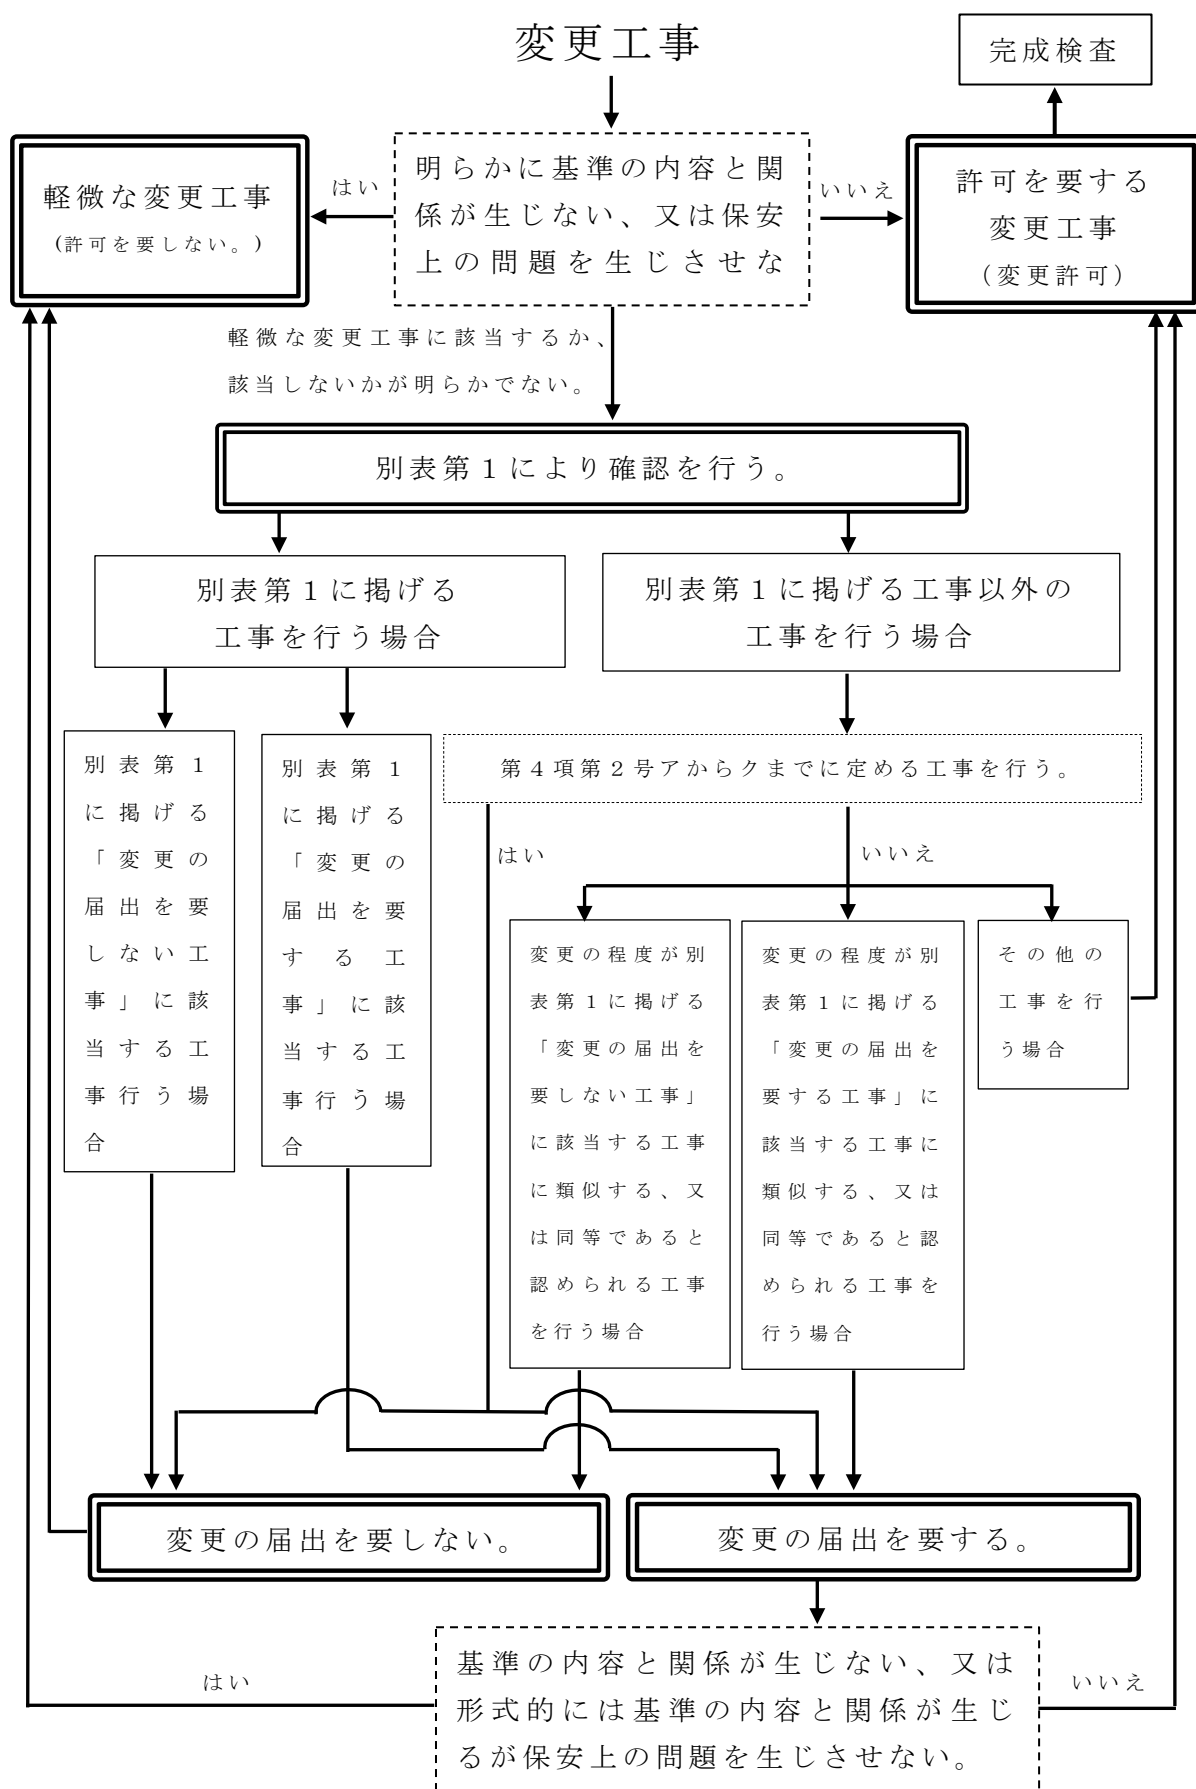 変更工事
完成検査
明らかに基準の内容と関
係が生じない、又は保安
上の問題を生じさせな
はい
いいえ
軽微な変更工事
(許可を要しない。)
許可を要する
変更工事
(変更許可)
軽微な変更工事に該当するか、
該当しないかが明らかでない。
別表第1により確認を行う。
別表第1に掲げる
工事を行う場合
別表第1に掲げる工事以外の
工事を行う場合
別表第1
に掲げる
「変更の
届出を要
しない工
事」に該
当する工
事行う場
合
別表第1
に掲げる
「変更の
届出を要
する工
事」に該
当する工
事行う場
合
第4項第2号アからクまでに定める工事を行う。
はい
いいえ
変更の程度が別
表第1に掲げる
「変更の届出を
要しない工事」
に該当する工事
に類似する、又
は同等であると
認められる工事
を行う場合
変更の程度が別
表第1に掲げる
「変更の届出を
要する工事」に
該当する工事に
類似する、又は
同等であると認
められる工事を
行う場合
その他の
工事を行
う場合
変更の届出を要しない。
変更の届出を要する。
基準の内容と関係が生じない、又は
形式的には基準の内容と関係が生じ
るが保安上の問題を生じさせない。
はい
いいえ